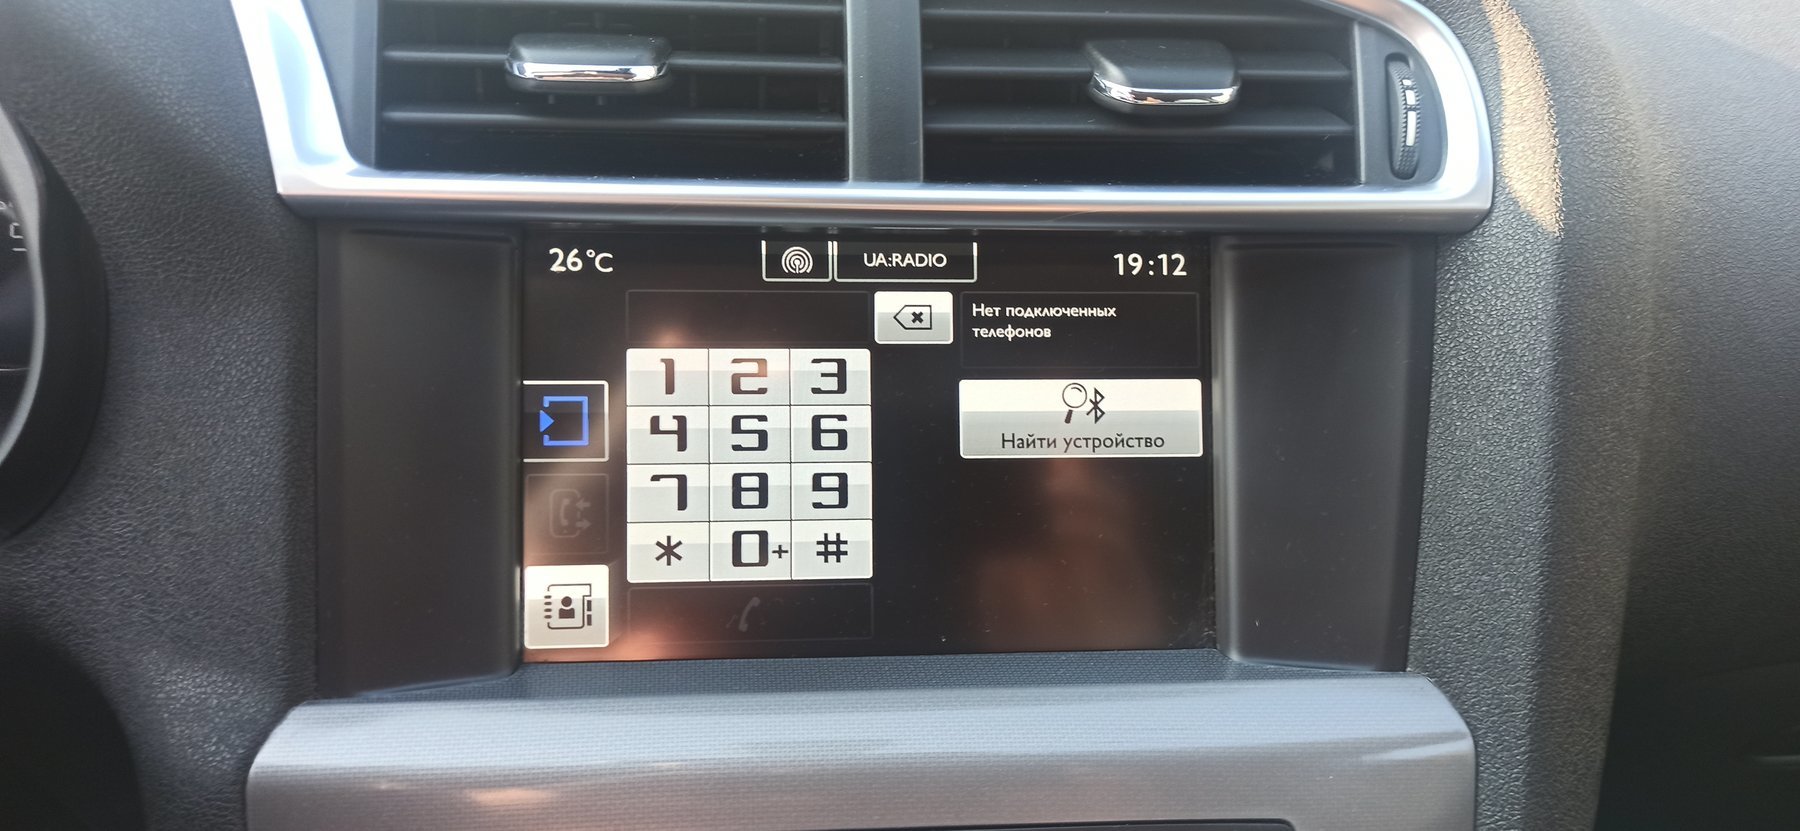 26°C
UA:RADIO
19:12
Нет подключенных
телефонов
1 2 3
4 5 6
7 8 9
* 0+ #
Найти устройство